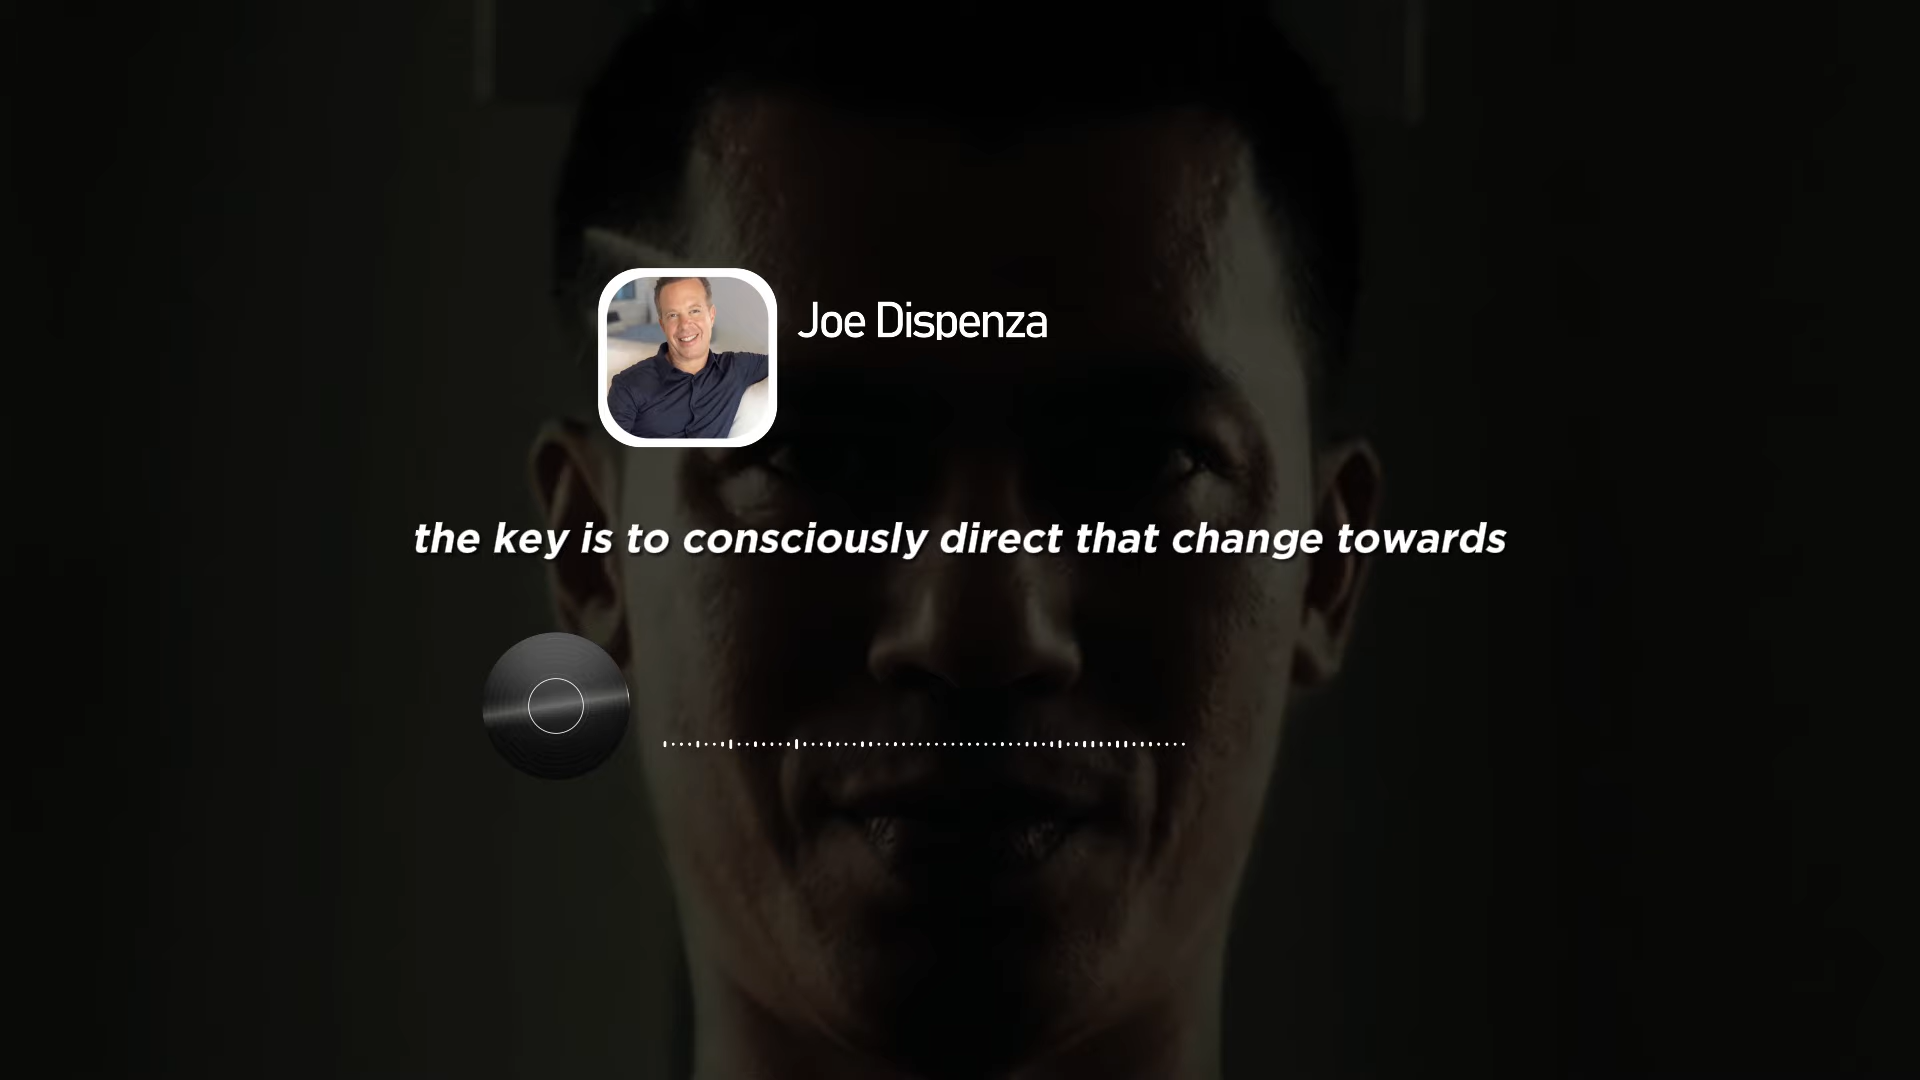 Joe Dispenza
the key is to consciously direct that change towards